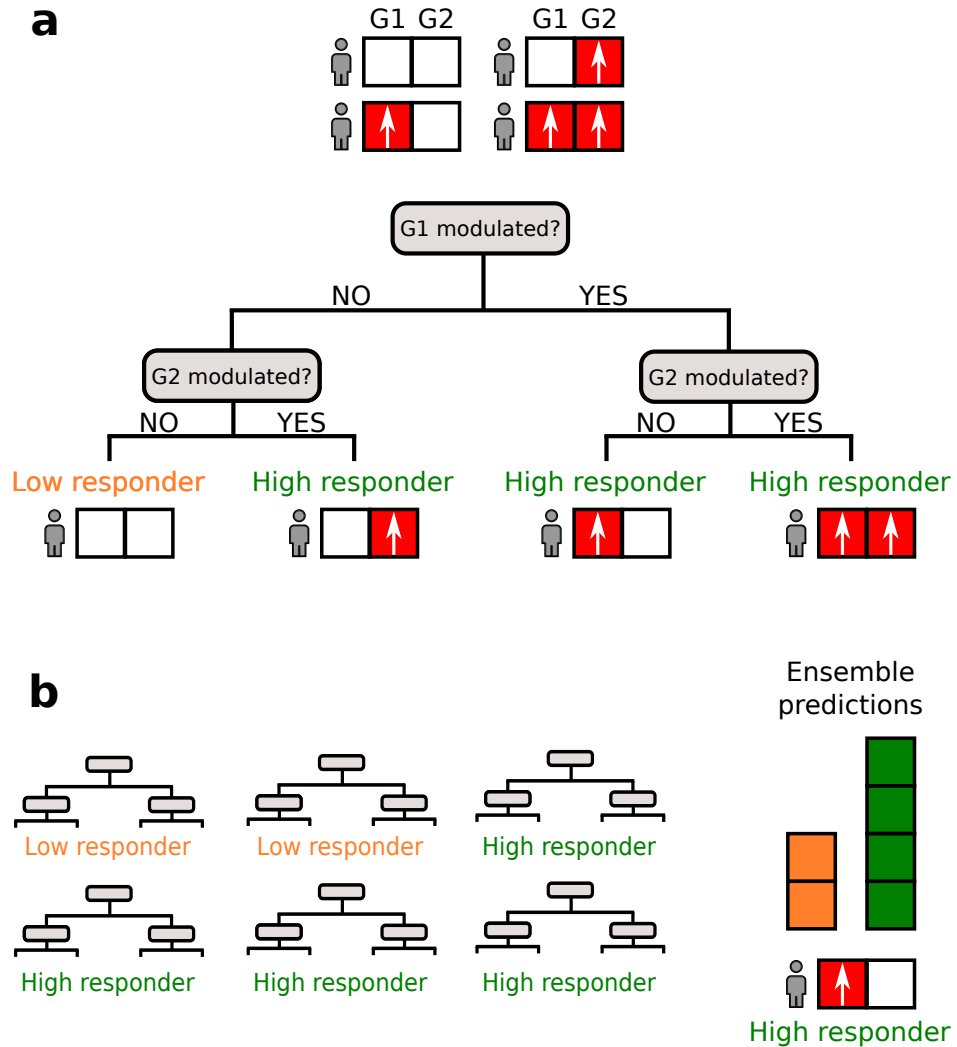 a
G1 G2 G1 G2
G1 modulated?
NO YES
G2 modulated? G2 modulated?
NO YES NO YES
Low responder High responder High responder High responder
b
Ensemble
predictions
Low responder Low responder High responder
High responder High responder High responder
High responder